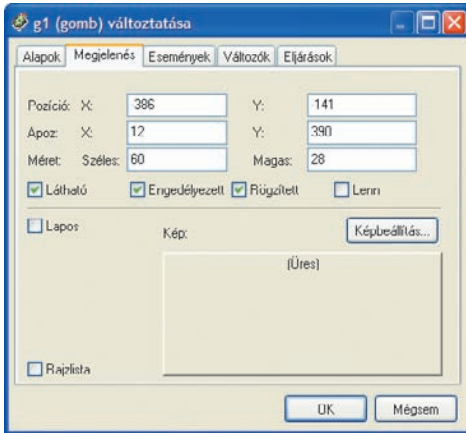 g1 (gomb) változtatása
Alapok Megjelenés Események Változók Eljárások
Pozíció: X: 386 Y: -141
Apoz: X: 12 Y: 390
Méret: Széles: 60 Magas: 28
Látható Engedélyezett Rögzített Lenn
Lapos Kép: Képbeállítás...
(Üres)
Rajzlista
OK Mégsem